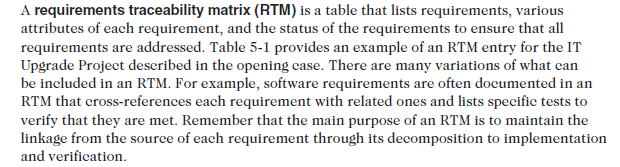 A requirements traceability matrix (RTM) is a table that lists requirements, various
attributes of each requirement, and the status of the requirements to ensure that all
requirements are addressed. Table 5-1 provides an example of an RTM entry for the IT
Upgrade Project described in the opening case. There are many variations of what can
be included in an RTM. For example, software requirements are often documented in an
RTM that cross-references each requirement with related ones and lists specific tests to
verify that they are met. Remember that the main purpose of an RTM is to maintain the
linkage from the source of each requirement through its decomposition to implementation
and verification.